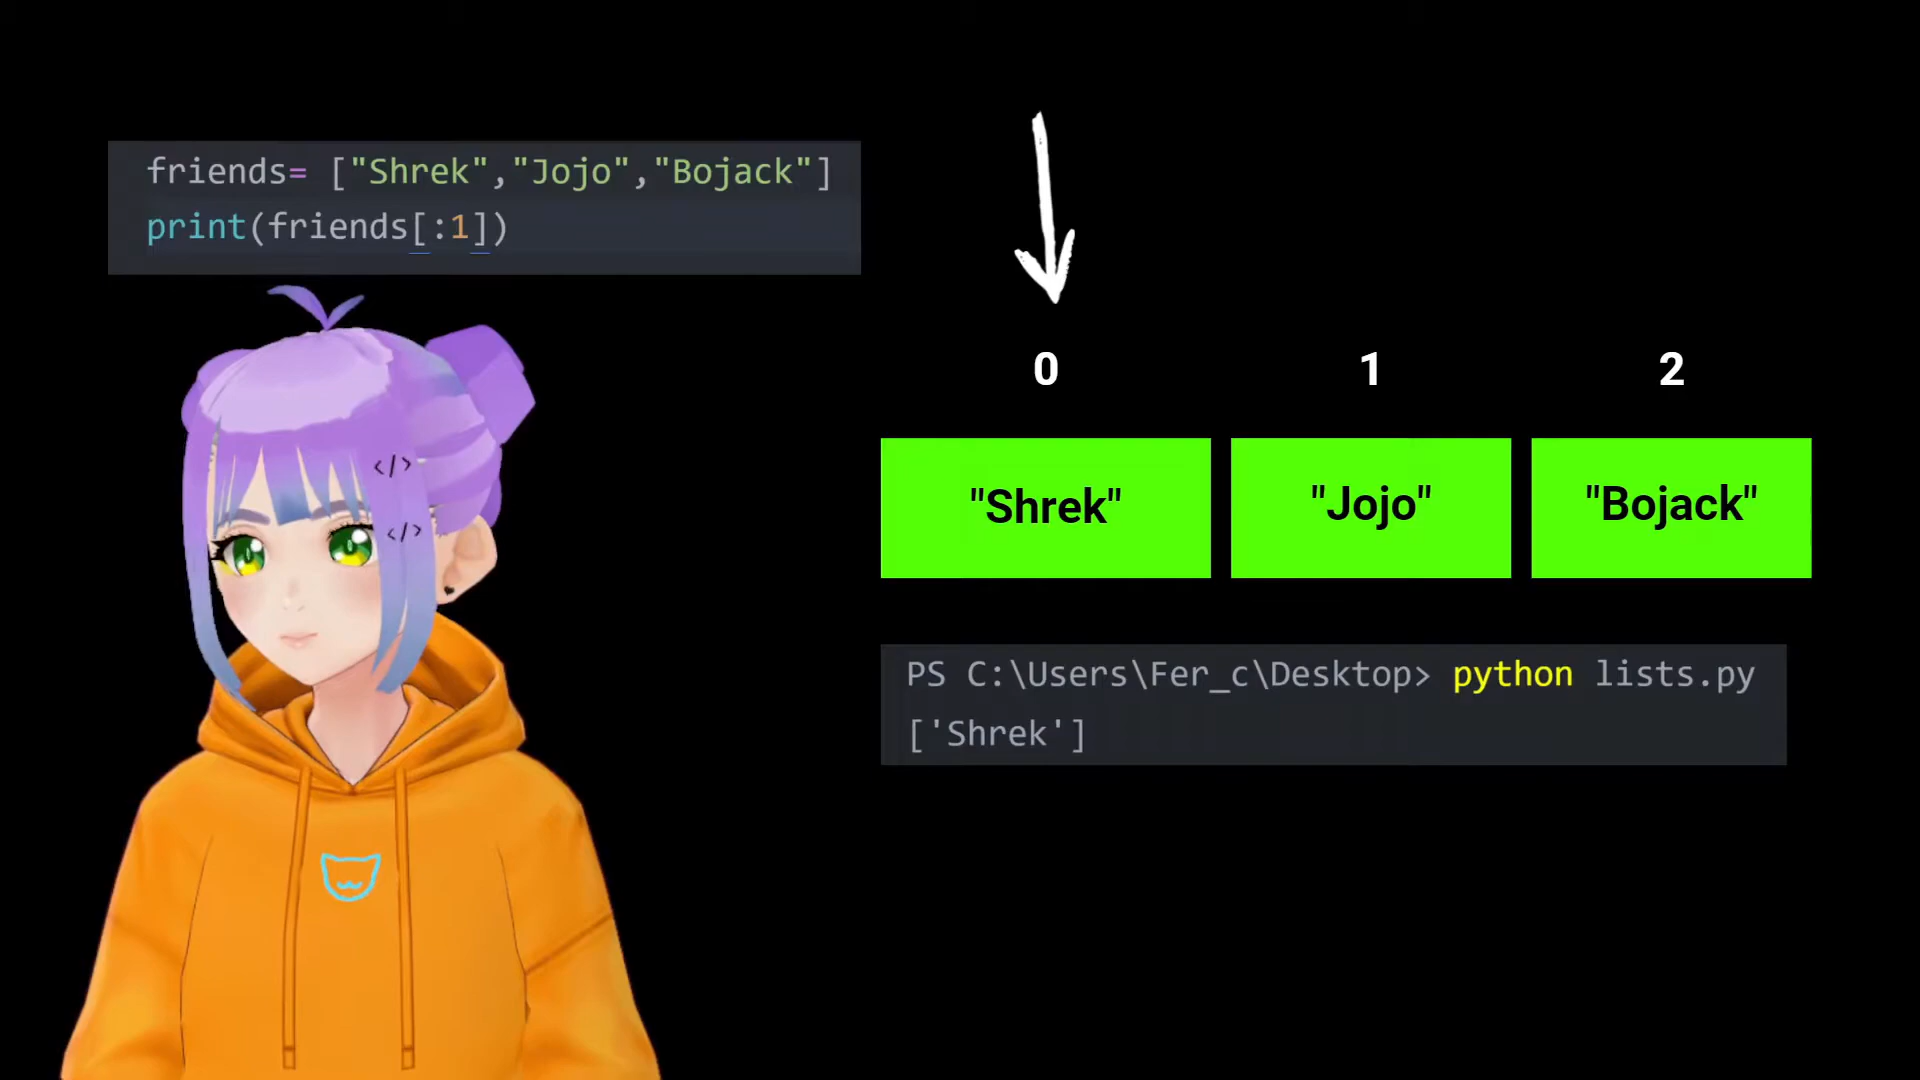 friends= ["Shrek","Jojo","Bojack"]
print(friends[:1])
</>
</>
0 1 2
"Shrek" "Jojo" "Bojack"
PS C:\Users\Fer_c\Desktop> python lists.py
['Shrek']